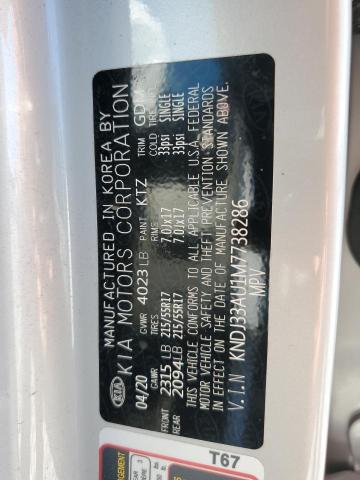 MANUFACTURED IN KOREA BY
KIA MOTORS CORPORATION
KIA
04/20 GVWR 4023 LB PAINT KTZ TRIM GD
GAWR RIMS COLD
FRONT 2315 LB 215/55R17 7.0JX17 33psi SINGLE
REAR 2094 LB 215/55R17 7.0JX17 33psi SINGLE
THIS VEHICLE CONFORMS TO ALL APPLICABLE U.S.A. FEDERAL
MOTOR VEHICLE SAFETY AND THEFT PREVENTION STANDARDS
IN EFFECT ON THE DATE OF MANUFACTURE SHOWN ABOVE.
V.I.N KNDJ33AU1M7738286
MPV
T67